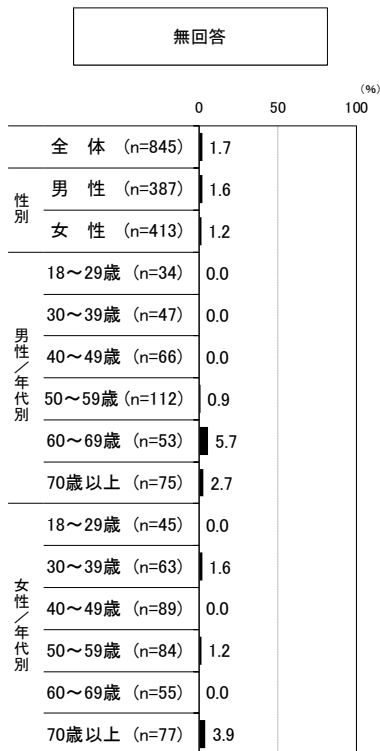 無回答
(%)
0 50 100
全 体 (n=845) 1.7
性別
男 性 (n=387) 1.6
女 性 (n=413) 1.2
男性/年代別
18～29歳 (n=34) 0.0
30～39歳 (n=47) 0.0
40～49歳 (n=66) 0.0
50～59歳 (n=112) 0.9
60～69歳 (n=53) 5.7
70歳以上 (n=75) 2.7
女性/年代別
18～29歳 (n=45) 0.0
30～39歳 (n=63) 1.6
40～49歳 (n=89) 0.0
50～59歳 (n=84) 1.2
60～69歳 (n=55) 0.0
70歳以上 (n=77) 3.9